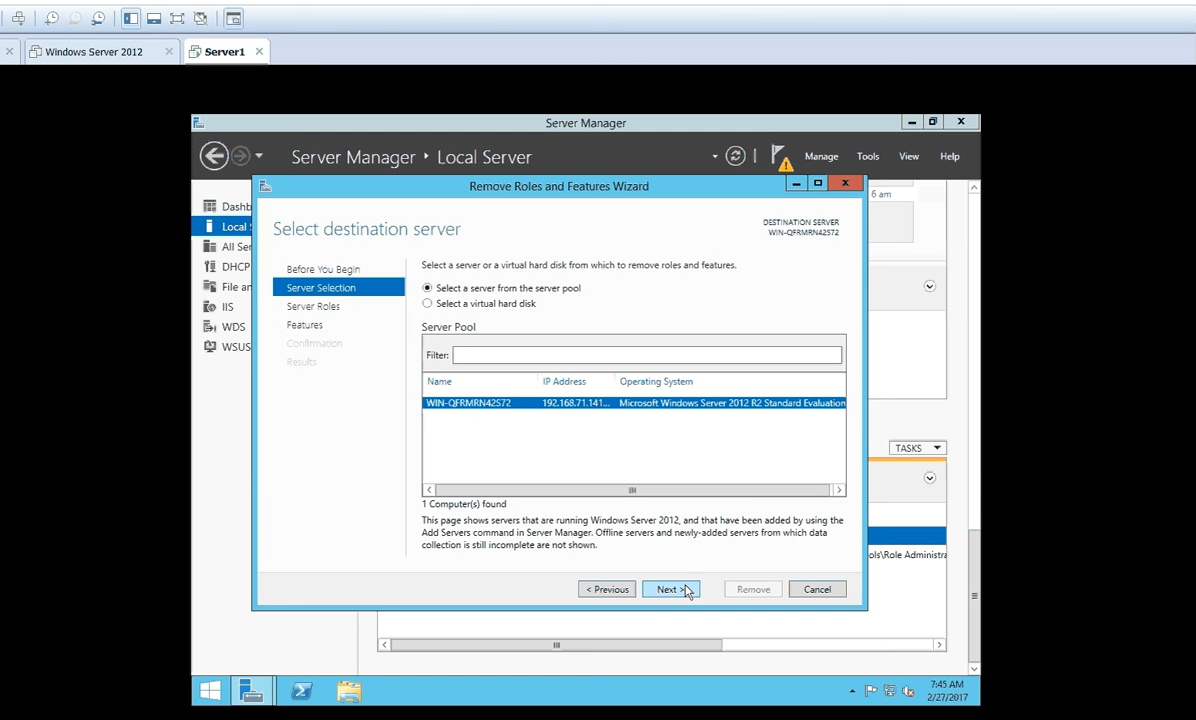 Windows Server 2012
Server1
Server Manager
Server Manager ‣ Local Server
Manage Tools View Help
Remove Roles and Features Wizard
6 am
Dashb
Local
All Ser
DHCP
File an
IIS
WDS
WSUS
Select destination server
DESTINATION SERVER
WIN-QFRMRN42S72
Before You Begin
Server Selection
Server Roles
Features
Confirmation
Results
Select a server or a virtual hard disk from which to remove roles and features.
Select a server from the server pool
Select a virtual hard disk
Server Pool
Filter:
Name IP Address Operating System
WIN-QFRMRN42S72 192.168.71.141... Microsoft Windows Server 2012 R2 Standard Evaluation
1 Computer(s) found
This page shows servers that are running Windows Server 2012, and that have been added by using the
Add Servers command in Server Manager. Offline servers and newly-added servers from which data
collection is still incomplete are not shown.
< Previous Next > Remove Cancel
TASKS
ols\Role Administra
7:45 AM
2/27/2017